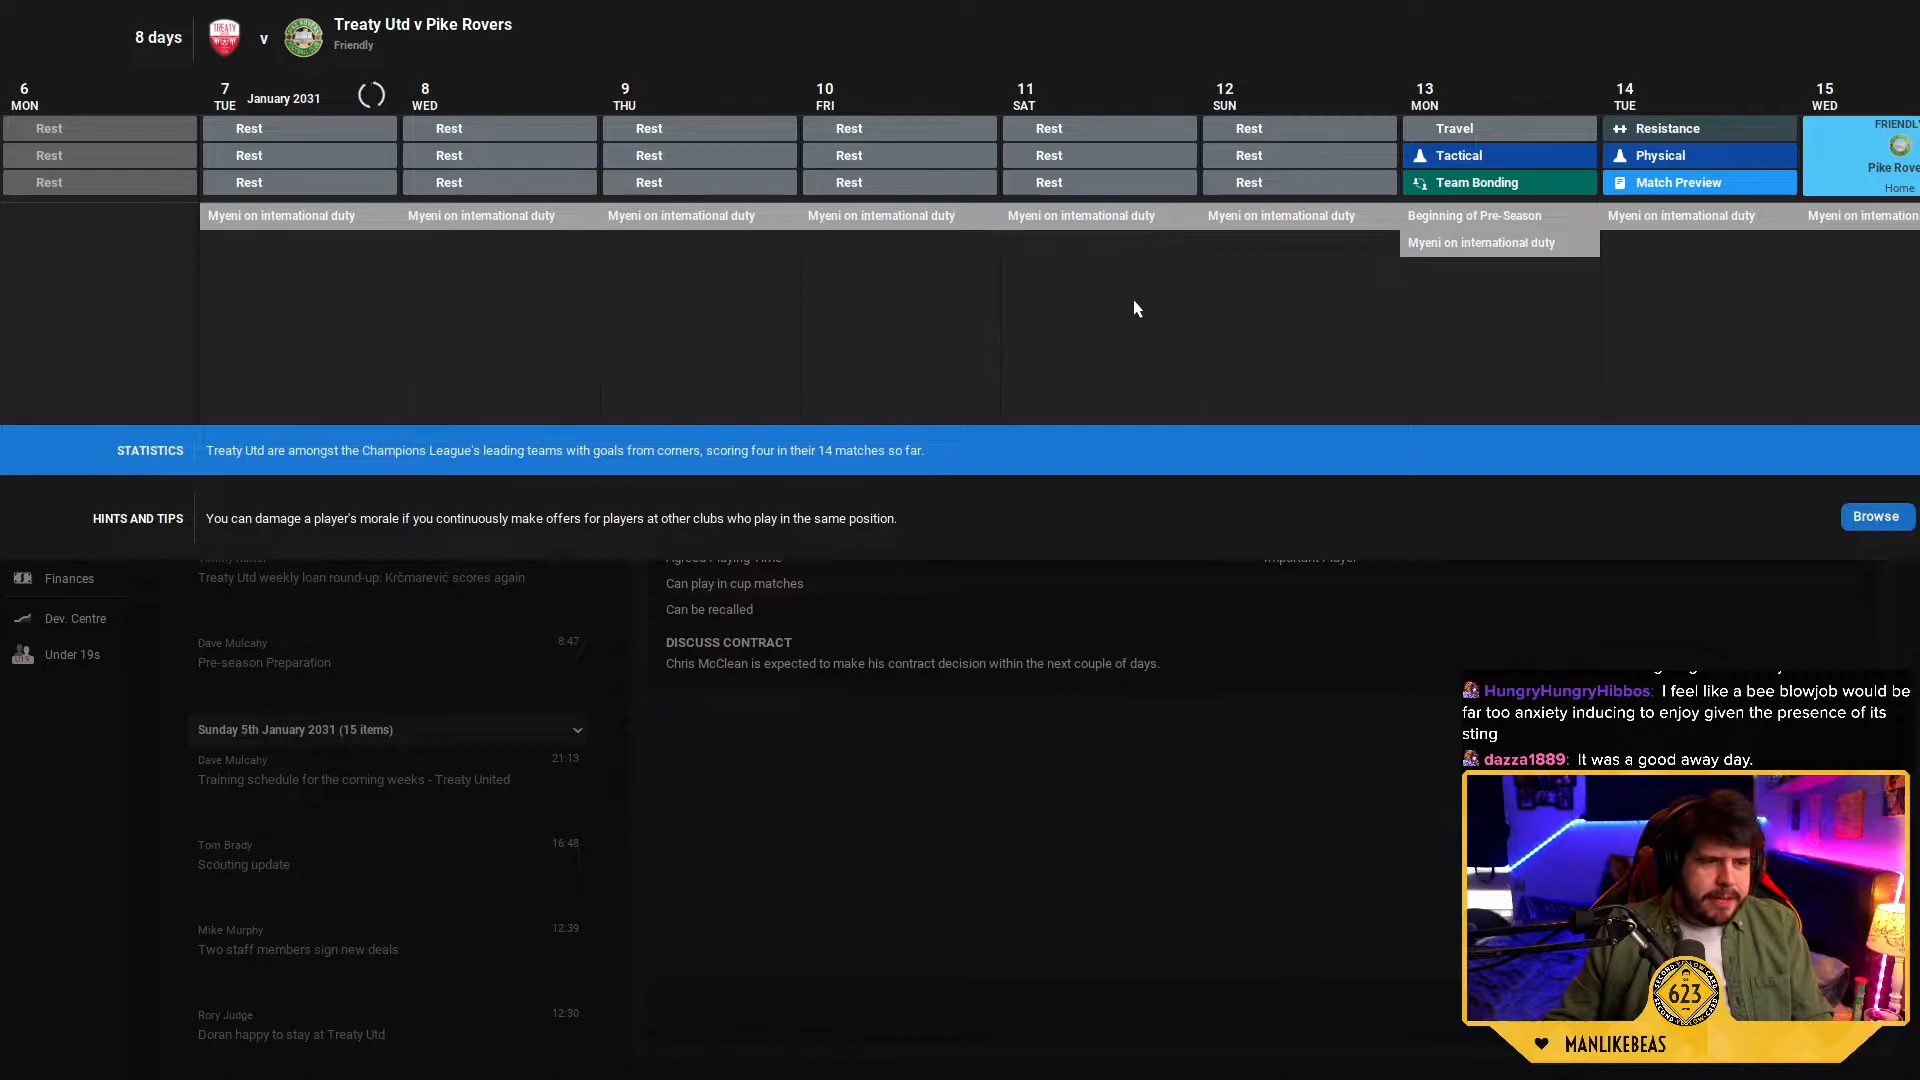 8 days
TREATY
v
Treaty Utd v Pike Rovers
Friendly
6 MON
7 TUE January 2031
8 WED
9 THU
10 FRI
11 SAT
12 SUN
13 MON
14 TUE
15 WED
Rest Rest Rest Rest Rest Rest Rest Travel Resistance FRIENDLY
Rest Rest Rest Rest Rest Rest Rest Tactical Physical Pike Rove
Rest Rest Rest Rest Rest Rest Rest Team Bonding Match Preview Home
Myeni on international duty Myeni on international duty Myeni on international duty Myeni on international duty Myeni on international duty Myeni on international duty Beginning of Pre-Season Myeni on international duty Myeni on internation
Myeni on international duty
STATISTICS Treaty Utd are amongst the Champions League's leading teams with goals from corners, scoring four in their 14 matches so far.
HINTS AND TIPS You can damage a player's morale if you continuously make offers for players at other clubs who play in the same position.
Browse
Finances
Dev. Centre
U19
Under 19s
Treaty Utd weekly loan round-up. Krčmarević scores again
Dave Mulcahy 8:47
Pre-season Preparation
Sunday 5th January 2031 (15 items)
Dave Mulcahy 21:13
Training schedule for the coming weeks - Treaty United
Tom Brady 16:48
Scouting update
Mike Murphy 12:39
Two staff members sign new deals
Rory Judge 12:30
Doran happy to stay at Treaty Utd
Agreed Playing Time Important Player
Can play in cup matches
Can be recalled
DISCUSS CONTRACT
Chris McClean is expected to make his contract decision within the next couple of days.
HungryHungryHibbos: I feel like a bee blowjob would be
far too anxiety inducing to enjoy given the presence of its
sting
dazza1889: It was a good away day.
SECOND YELLOW CARD
623
SECOND YELLOW CARD
MANLIKEBEAS